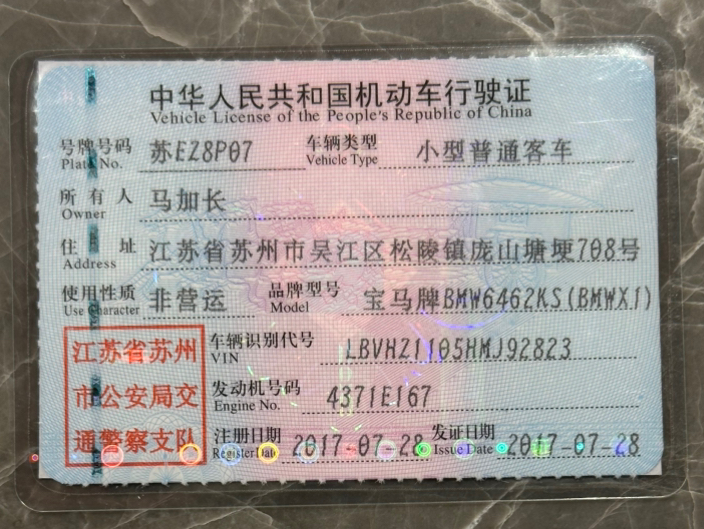 中华人民共和国机动车行驶证
Vehicle License of the People's Republic of China
号牌号码 苏EZ8P07 车辆类型 小型普通客车
Plate No. Vehicle Type
所有人 马加长
Owner
住址 江苏省苏州市吴江区松陵镇庞山塘埂708号
Address
使用性质 非营运 品牌型号 宝马牌BMW6462KS(BMWX1)
Use Character Model
江苏省苏州 车辆识别代号 LBVHZ1105HMJ92823
VIN
市公安局交 发动机号码 4371E167
Engine No.
通警察支队 注册日期 2017-07-28 发证日期 2017-07-28
Register Date Issue Date